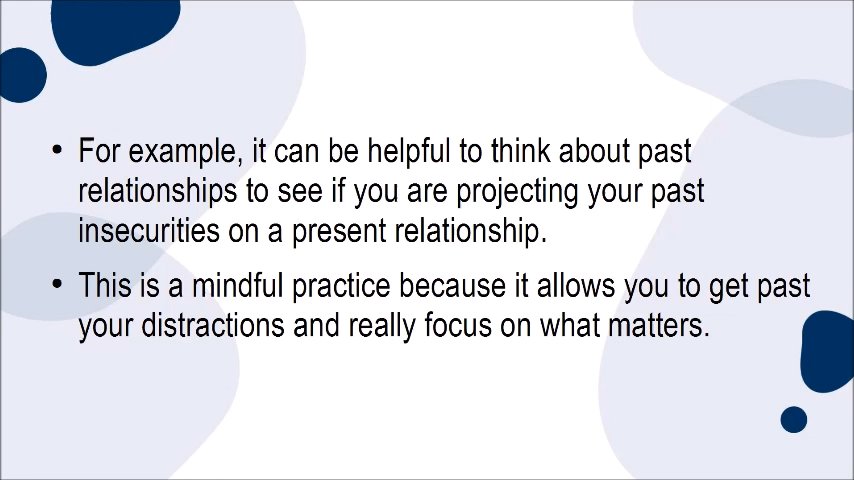 • For example, it can be helpful to think about past
relationships to see if you are projecting your past
insecurities on a present relationship.
• This is a mindful practice because it allows you to get past
your distractions and really focus on what matters.